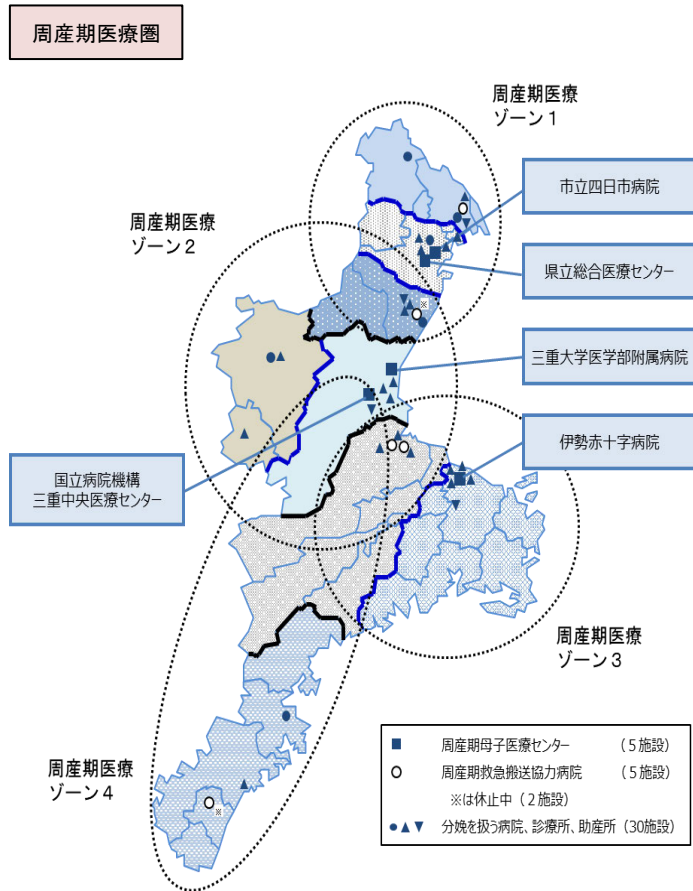 周産期医療圏
周産期医療
ゾーン１
市立四日市病院
周産期医療
ゾーン２
県立総合医療センター
※
三重大学医学部附属病院
伊勢赤十字病院
国立病院機構
三重中央医療センター
周産期医療
ゾーン３
周産期医療
ゾーン４
※
■ 周産期母子医療センター （５施設）
○ 周産期救急搬送協力病院 （５施設）
※は休止中（２施設）
●▲▼ 分娩を扱う病院、診療所、助産所（30施設）